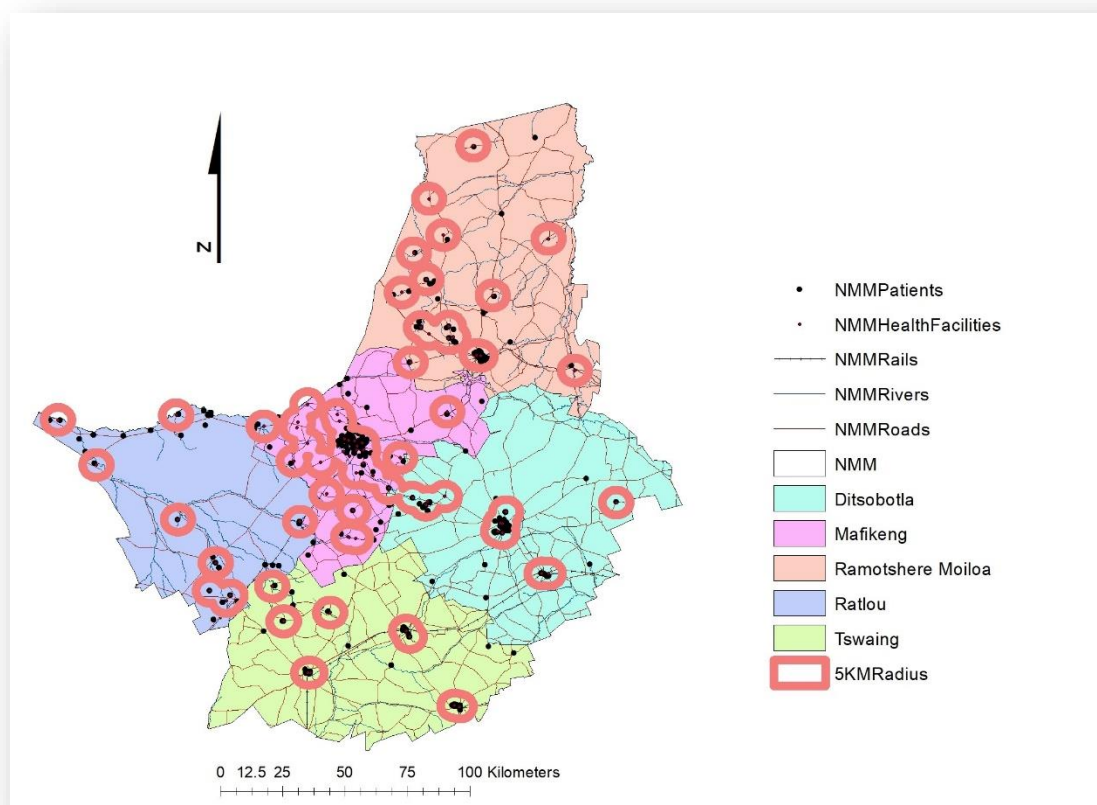 N
NMMPatients
NMMHealthFacilities
NMMRails
NMMRivers
NMMRoads
NMM
Ditsobotla
Mafikeng
Ramotshere Moiloa
Ratlou
Tswaing
5KMRadius
0 12.5 25 50 75 100 Kilometers